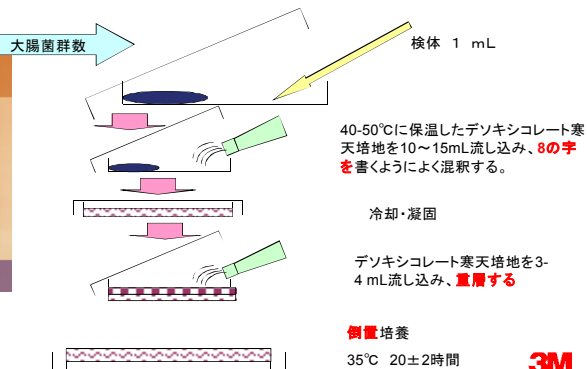 大腸菌群数
検体 1 mL
40-50℃に保温したデソキシコレート寒
天培地を10～15mL流し込み、8の字
を書くようによく混釈する。
冷却・凝固
デソキシコレート寒天培地を3-
4 mL流し込み、重層する
倒置培養
35℃ 20±2時間
3M